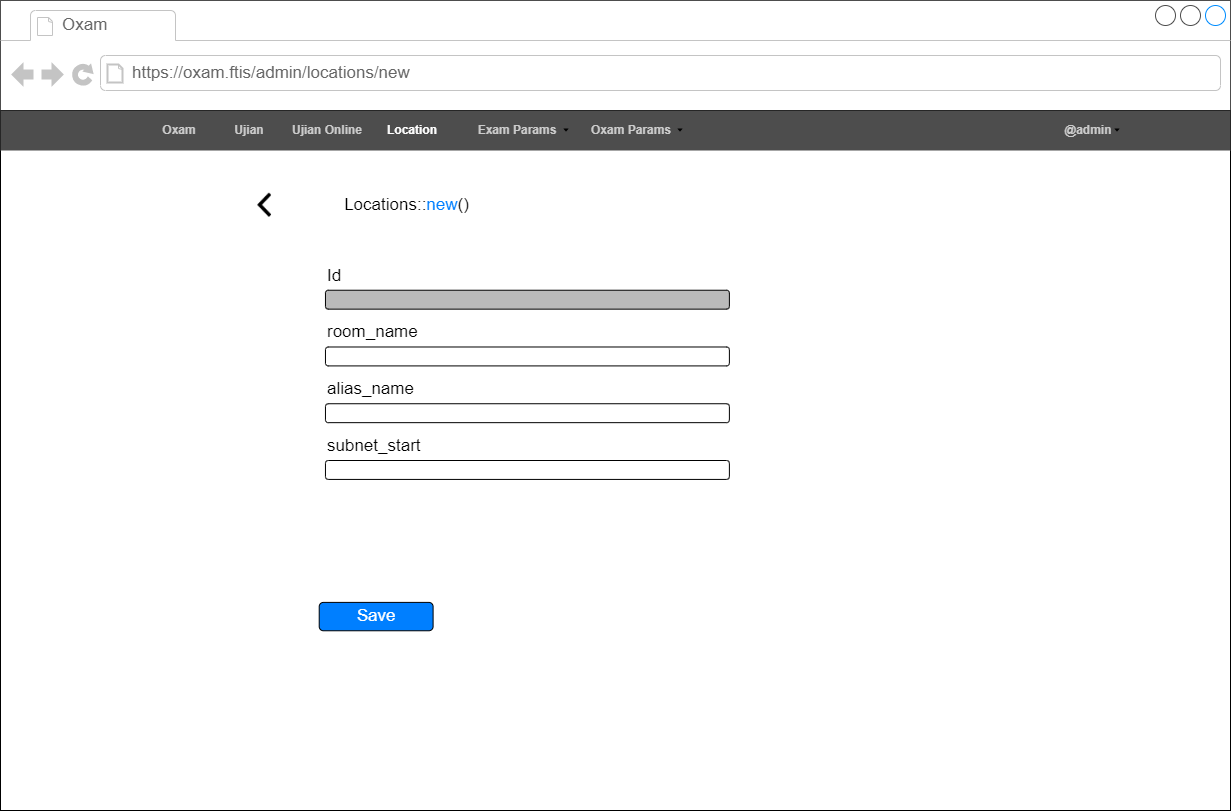 Oxam
https://oxam.ftis/admin/locations/new
Oxam Ujian Ujian Online Location Exam Params Oxam Params @admin
Locations::new()
Id
room_name
alias_name
subnet_start
Save